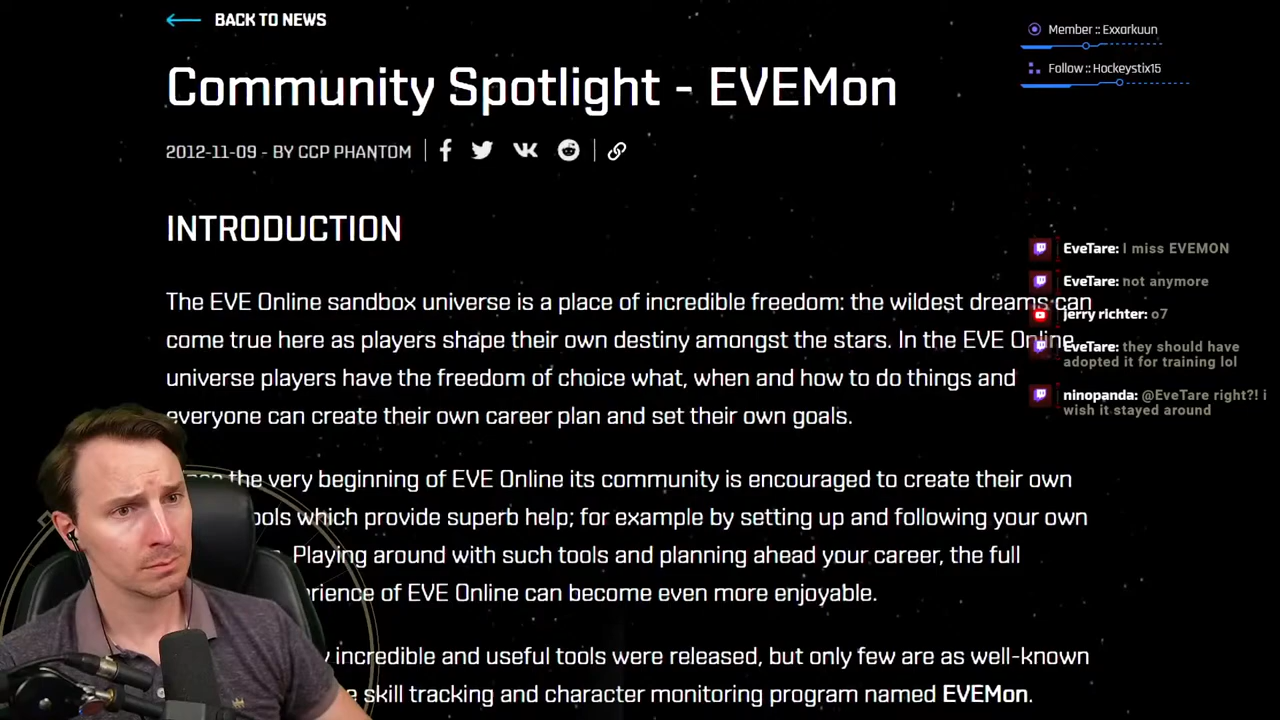 BACK TO NEWS
Community Spotlight - EVEMon
2012-11-09 - BY CCP PHANTOM
INTRODUCTION
The EVE Online sandbox universe is a place of incredible freedom: the wildest dreams can
come true here as players shape their own destiny amongst the stars. In the EVE Online
universe players have the freedom of choice what, when and how to do things and
everyone can create their own career plan and set their own goals.
the very beginning of EVE Online its community is encouraged to create their own
ools which provide superb help; for example by setting up and following your own
Playing around with such tools and planning ahead your career, the full
rience of EVE Online can become even more enjoyable.
incredible and useful tools were released, but only few are as well-known
skill tracking and character monitoring program named EVEMon.
Member :: Exxarkuun
Follow :: Hockeystix15
EveTare: I miss EVEMON
EveTare: not anymore
jerry richter: o7
EveTare: they should have
adopted it for training lol
ninopanda: @EveTare right?! i
wish it stayed around